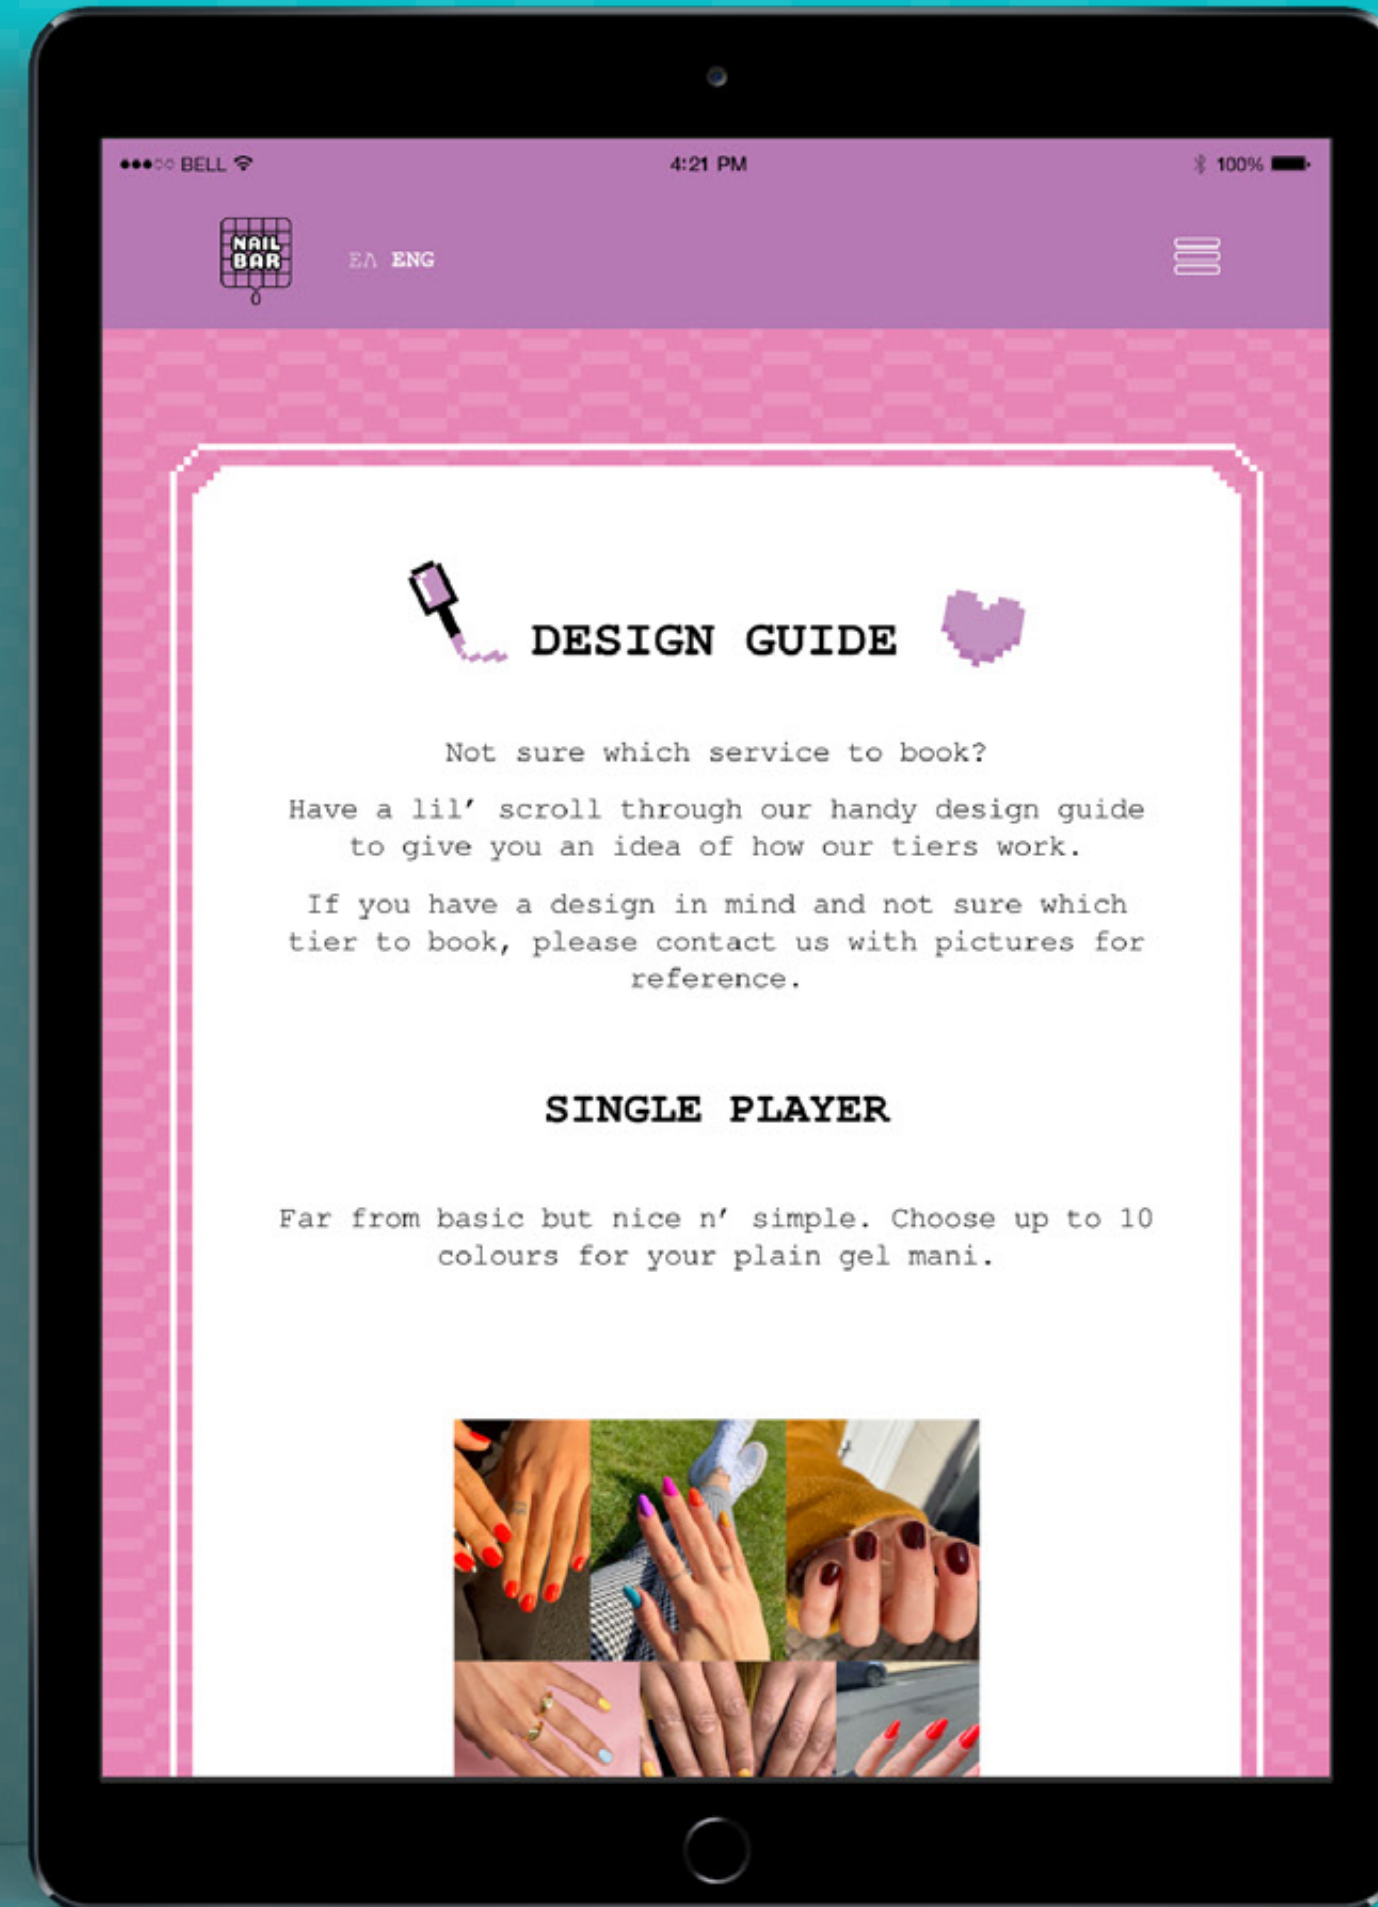 BELL
4:21 PM
100%
NAIL
BAR
ΕΛ ENG
DESIGN GUIDE
Not sure which service to book?
Have a lil’ scroll through our handy design guide
to give you an idea of how our tiers work.
If you have a design in mind and not sure which
tier to book, please contact us with pictures for
reference.
SINGLE PLAYER
Far from basic but nice n’ simple. Choose up to 10
colours for your plain gel mani.